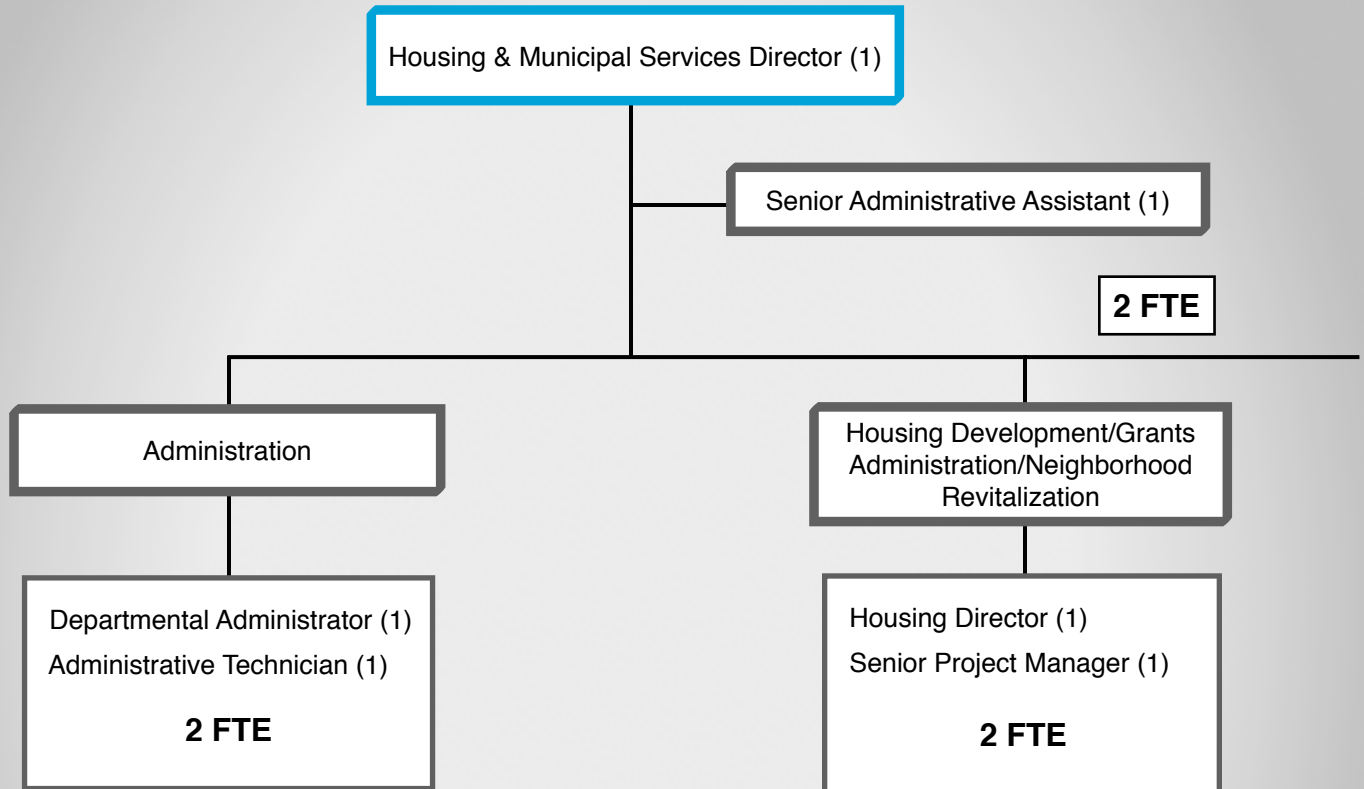 Housing & Municipal Services Director (1)
Senior Administrative Assistant (1)
2 FTE
Administration
Housing Development/Grants
Administration/Neighborhood
Revitalization
Departmental Administrator (1)
Administrative Technician (1)
2 FTE
Housing Director (1)
Senior Project Manager (1)
2 FTE